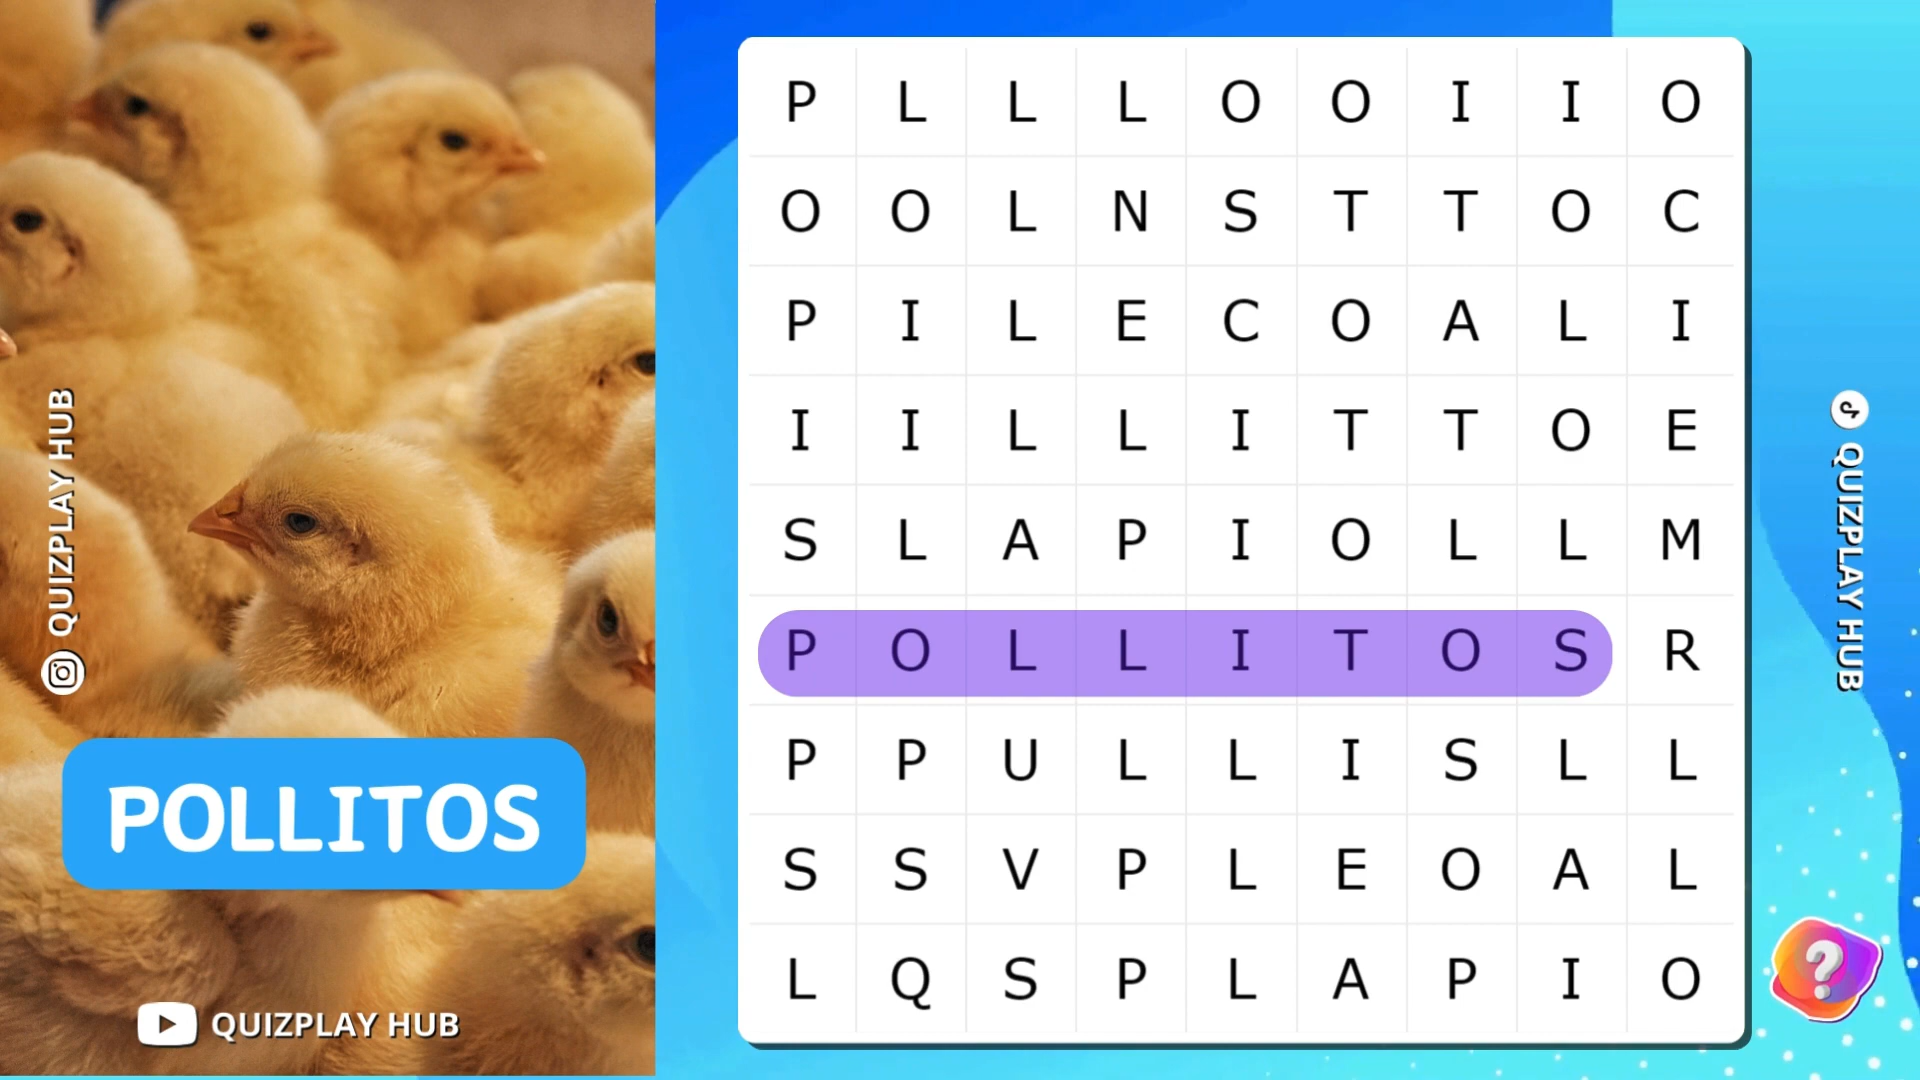 P L L L O O I I O
O O L N S T T O C
P I L E C O A L I
I I L L I T T O E
S L A P I O L L M
P O L L I T O S R
P P U L L I S L L
S S V P L E O A L
L Q S P L A P I O
POLLITOS
QUIZPLAY HUB
QUIZPLAY HUB
QUIZPLAY HUB
?